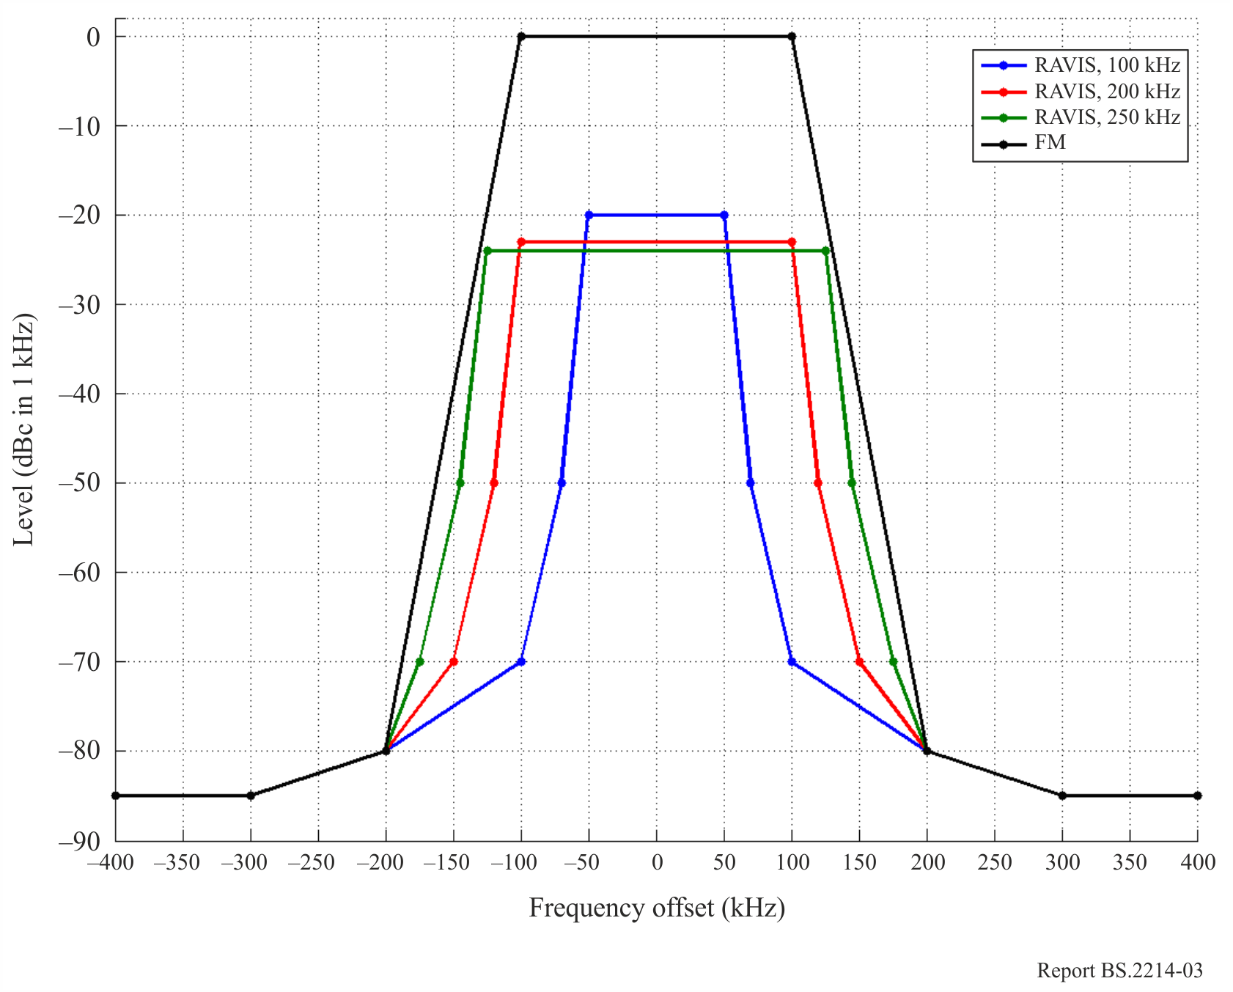 0
–10
–20
–30
–40
–50
–60
–70
–80
–90
Level (dBc in 1 kHz)
RAVIS, 100 kHz
RAVIS, 200 kHz
RAVIS, 250 kHz
FM
–400 –350 –300 –250 –200 –150 –100 –50 0 50 100 150 200 250 300 350 400
Frequency offset (kHz)
Report BS.2214-03